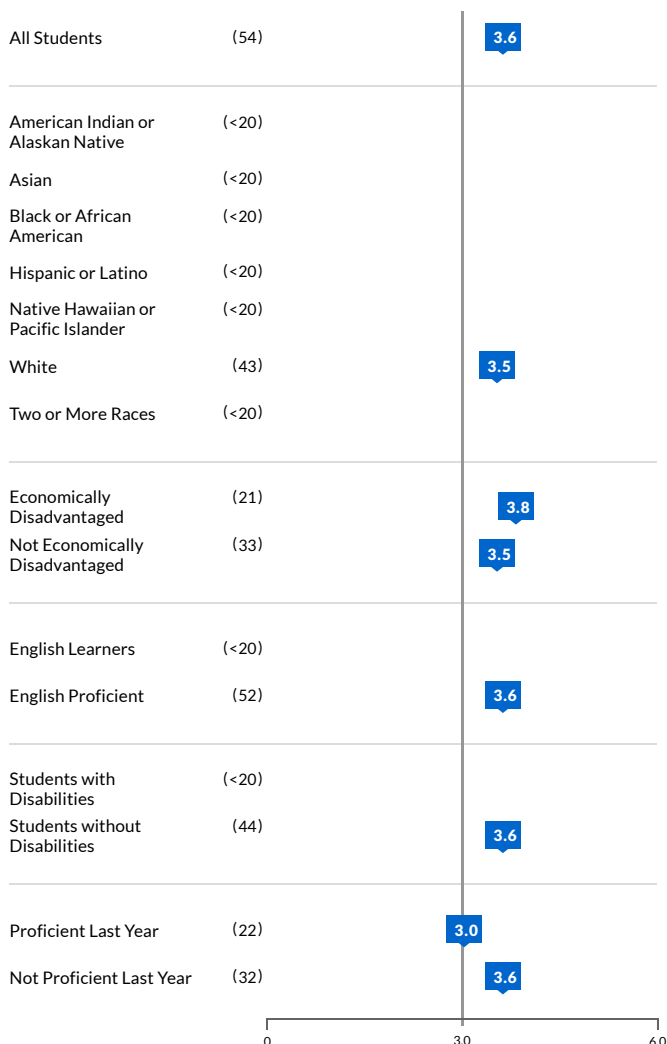 All Students (54) 3.6
American Indian or (<20)
Alaskan Native
Asian (<20)
Black or African (<20)
American
Hispanic or Latino (<20)
Native Hawaiian or (<20)
Pacific Islander
White (43) 3.5
Two or More Races (<20)
Economically (21) 3.8
Disadvantaged
Not Economically (33) 3.5
Disadvantaged
English Learners (<20)
English Proficient (52) 3.6
Students with (<20)
Disabilities
Students without (44) 3.6
Disabilities
Proficient Last Year (22) 3.0
Not Proficient Last Year (32) 3.6
0 3.0 6.0